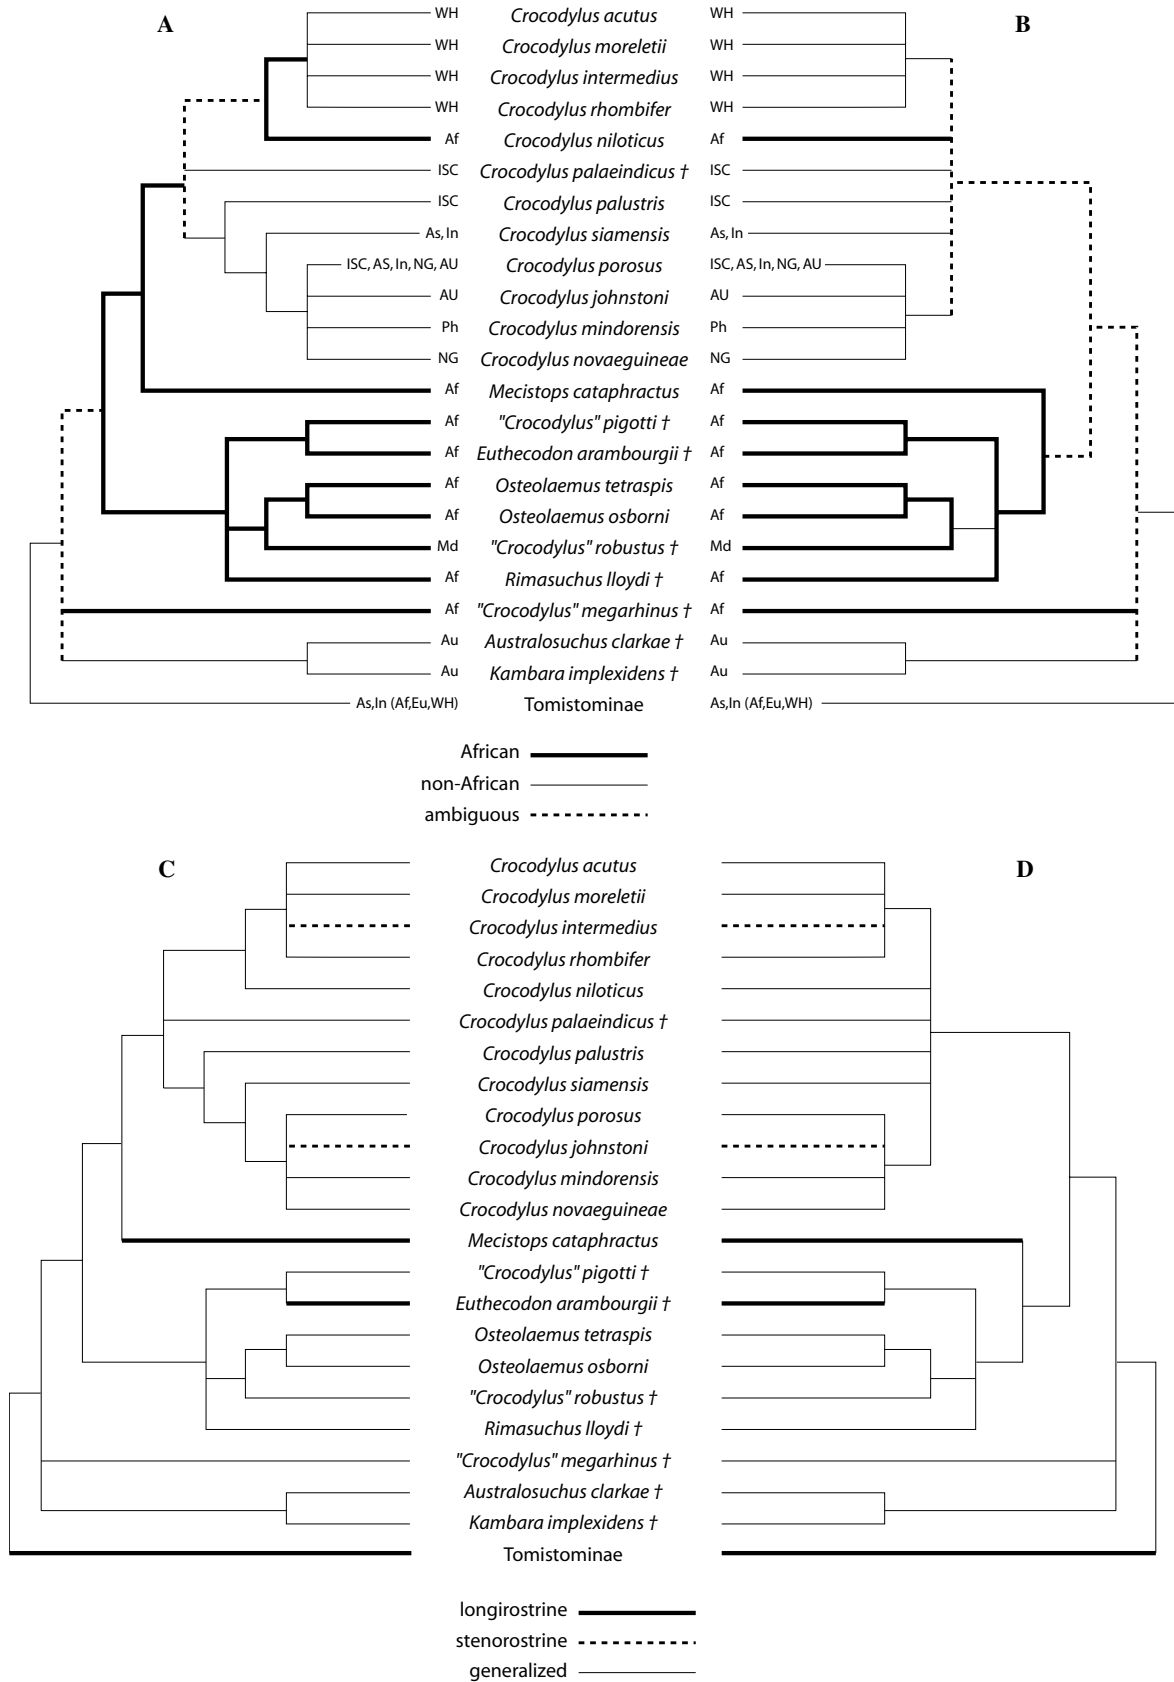 A B
WH Crocodylus acutus WH
WH Crocodylus moreletii WH
WH Crocodylus intermedius WH
WH Crocodylus rhombifer WH
Af Crocodylus niloticus Af
ISC Crocodylus palaeindicus † ISC
ISC Crocodylus palustris ISC
As, In Crocodylus siamensis As, In
ISC, AS, In, NG, AU Crocodylus porosus ISC, AS, In, NG, AU
AU Crocodylus johnstoni AU
Ph Crocodylus mindorensis Ph
NG Crocodylus novaeguineae NG
Af Mecistops cataphractus Af
Af "Crocodylus" pigotti † Af
Af Euthecodon arambourgii † Af
Af Osteolaemus tetraspis Af
Af Osteolaemus osborni Af
Md "Crocodylus" robustus † Md
Af Rimasuchus lloydi † Af
Af "Crocodylus" megarhinus † Af
Au Australosuchus clarkae † Au
Au Kambara implexidens † Au
As,In (Af,Eu,WH) Tomistominae As,In (Af,Eu,WH)
African
non-African
ambiguous
C D
Crocodylus acutus
Crocodylus moreletii
Crocodylus intermedius
Crocodylus rhombifer
Crocodylus niloticus
Crocodylus palaeindicus †
Crocodylus palustris
Crocodylus siamensis
Crocodylus porosus
Crocodylus johnstoni
Crocodylus mindorensis
Crocodylus novaeguineae
Mecistops cataphractus
"Crocodylus" pigotti †
Euthecodon arambourgii †
Osteolaemus tetraspis
Osteolaemus osborni
"Crocodylus" robustus †
Rimasuchus lloydi †
"Crocodylus" megarhinus †
Australosuchus clarkae †
Kambara implexidens †
Tomistominae
longirostrine
stenorostrine
generalized